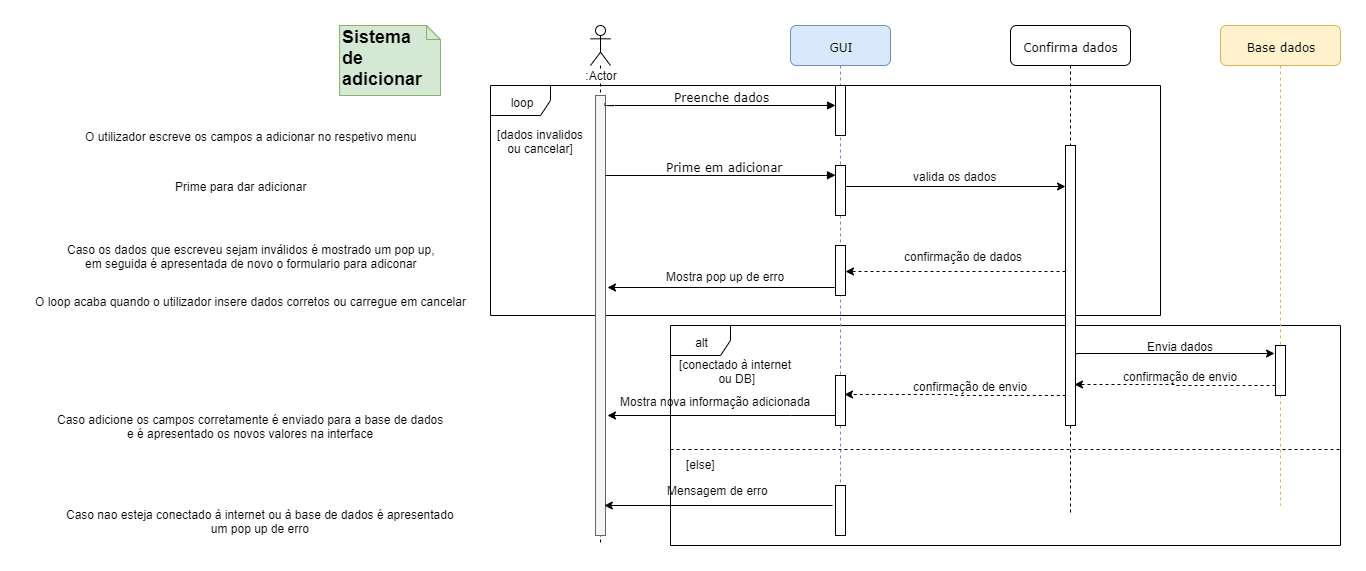 Sistema
de
adicionar
:Actor
GUI
Confirma dados
Base dados
loop
Preenche dados
[dados invalidos
ou cancelar]
O utilizador escreve os campos a adicionar no respetivo menu
Prime em adicionar
Prime para dar adicionar
valida os dados
Caso os dados que escreveu sejam inválidos é mostrado um pop up,
em seguida é apresentada de novo o formulario para adiconar
confirmação de dados
Mostra pop up de erro
O loop acaba quando o utilizador insere dados corretos ou carregue em cancelar
alt
Envia dados
[conectado à internet
ou DB]
confirmação de envio
confirmação de envio
Mostra nova informação adicionada
Caso adicione os campos corretamente é enviado para a base de dados
e é apresentado os novos valores na interface
[else]
Mensagem de erro
Caso nao esteja conectado à internet ou à base de dados é apresentado
um pop up de erro